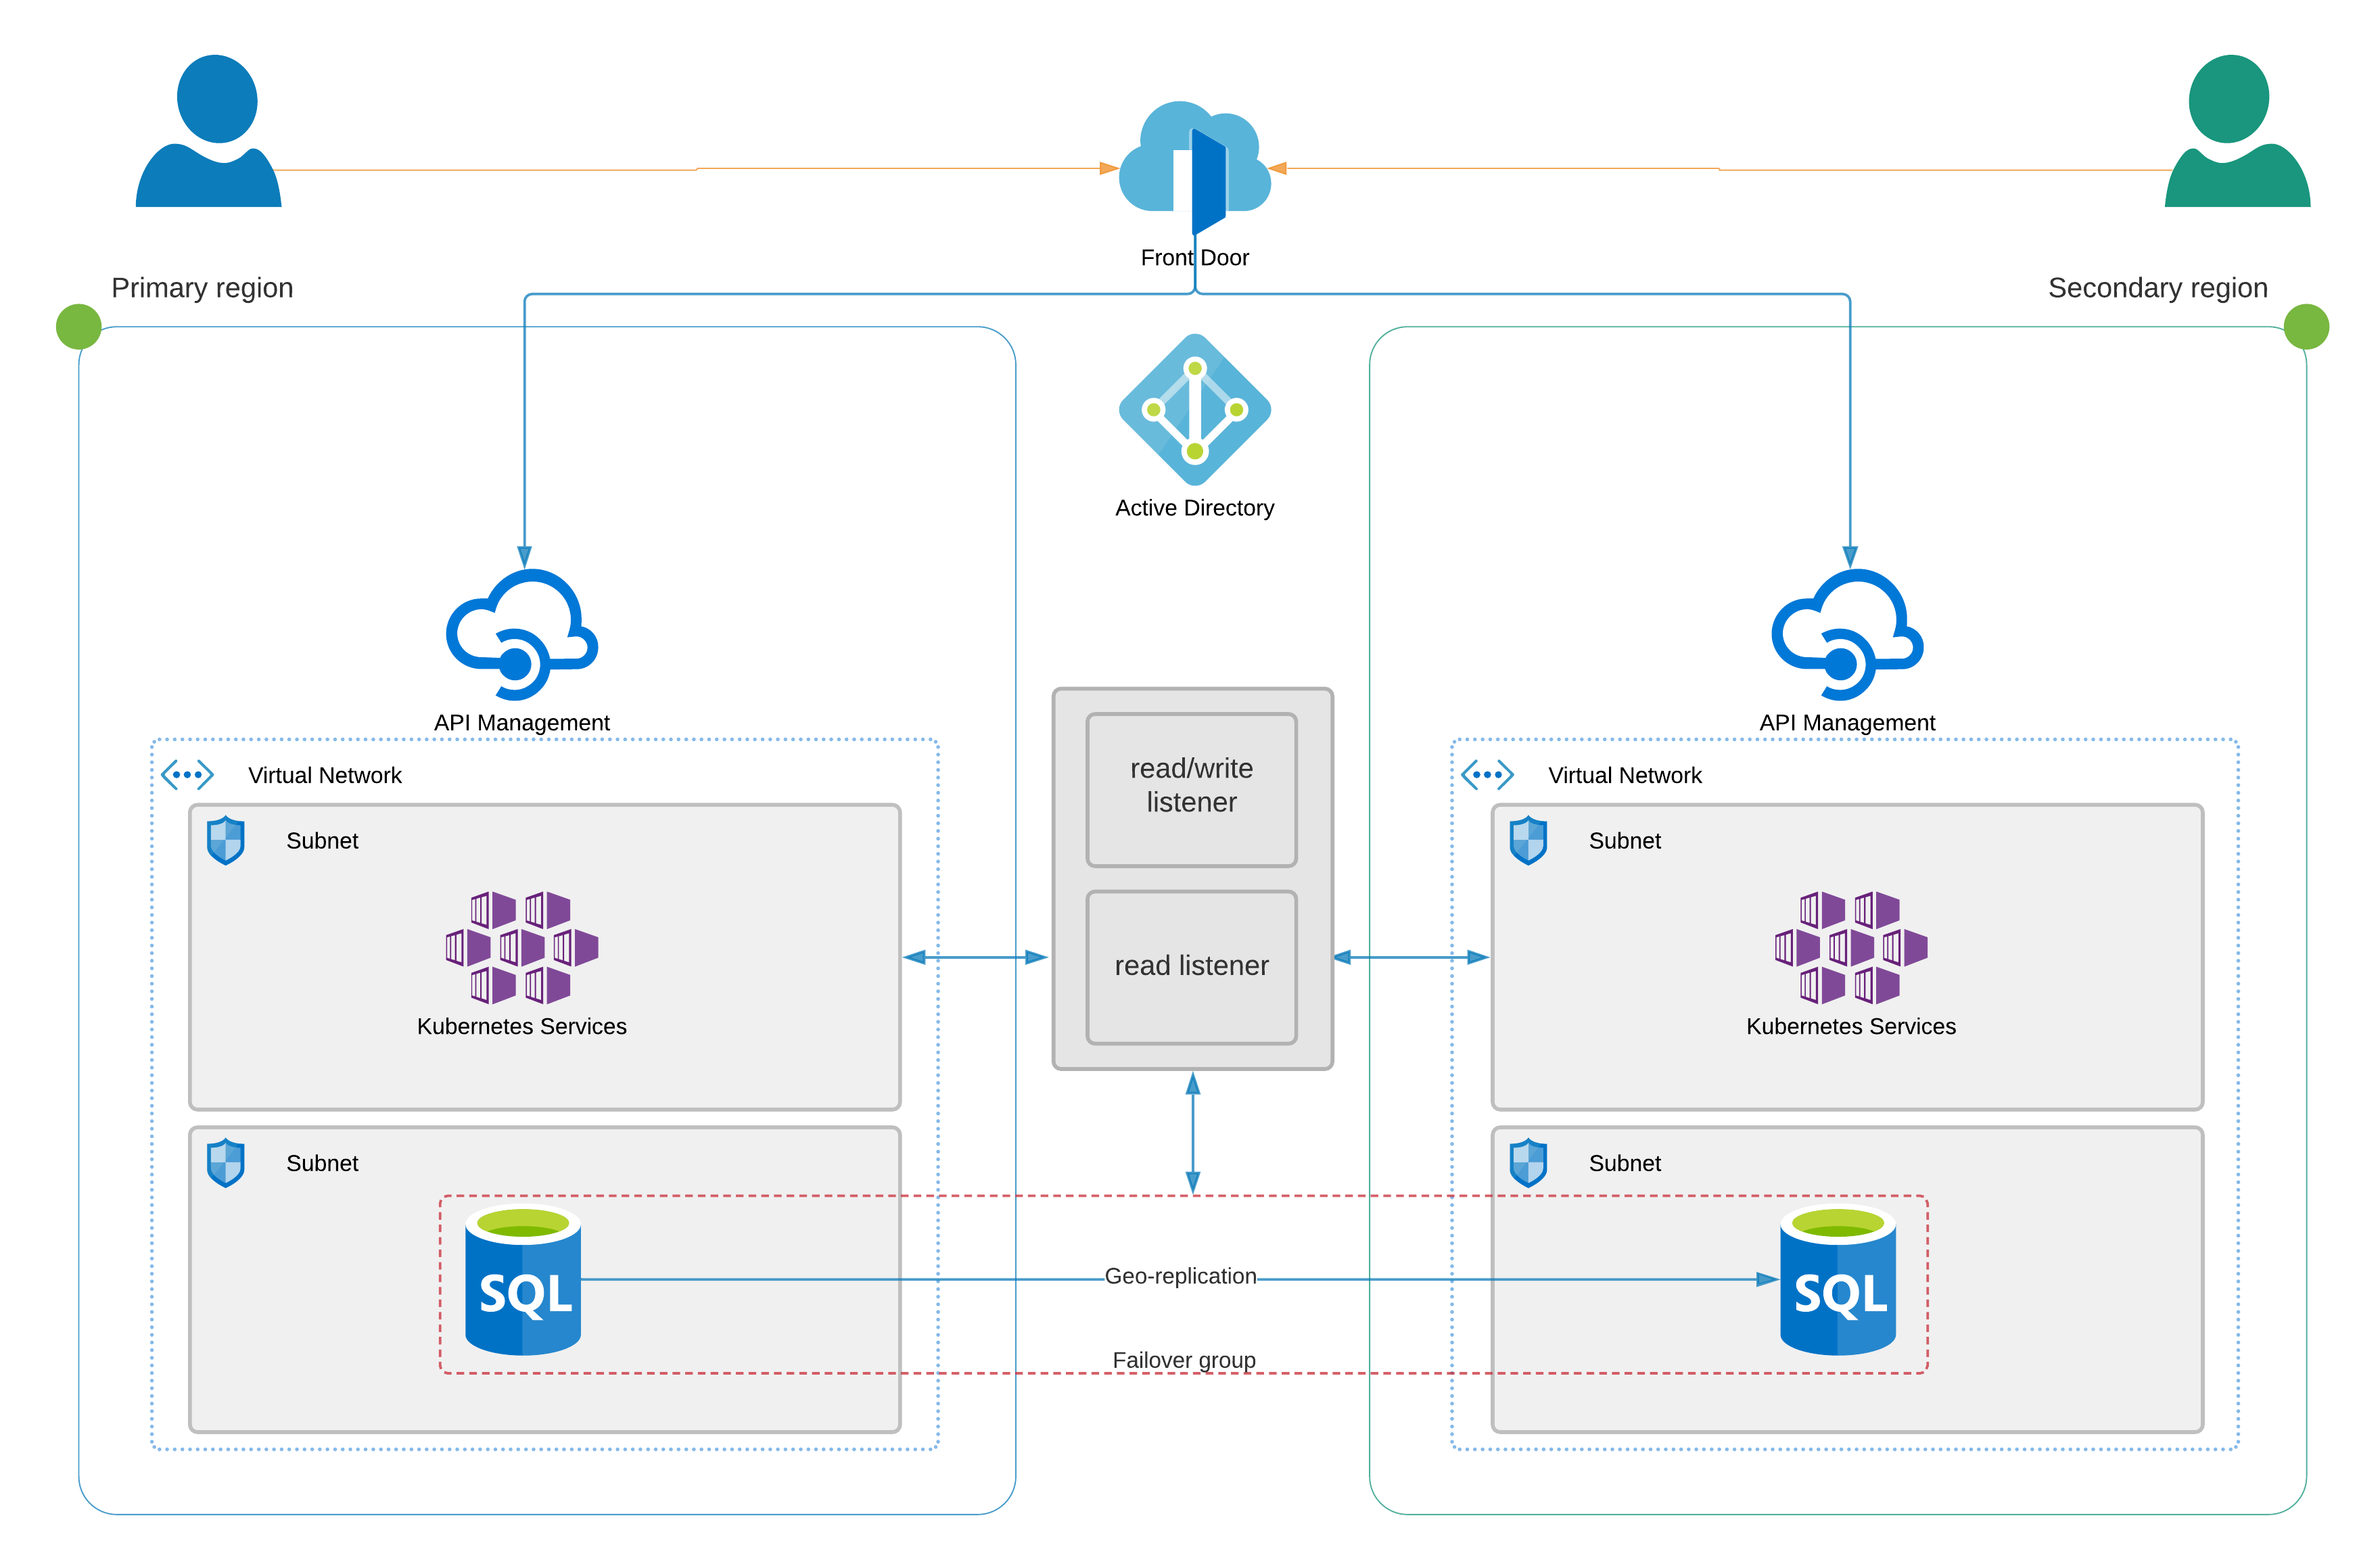 Front Door
Primary region
Secondary region
Active Directory
API Management
API Management
read/write
listener
read listener
Virtual Network
Virtual Network
Subnet
Subnet
Kubernetes Services
Kubernetes Services
Subnet
Subnet
SQL
Geo-replication
SQL
Failover group